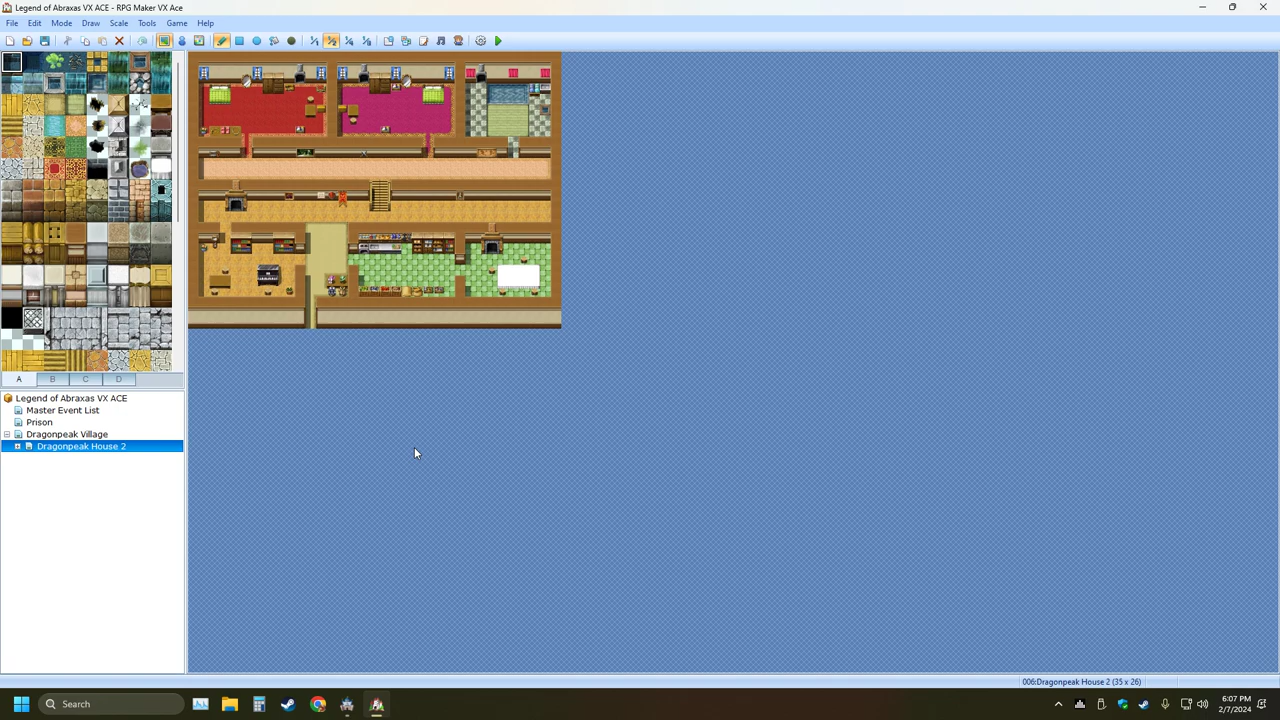 Legend of Abraxas VX ACE - RPG Maker VX Ace
File Edit Mode Draw Scale Tools Game Help
A B C D
Legend of Abraxas VX ACE
Master Event List
Prison
Dragonpeak Village
Dragonpeak House 2
006:Dragonpeak House 2 (35 x 26)
Search
6:07 PM
2/7/2024